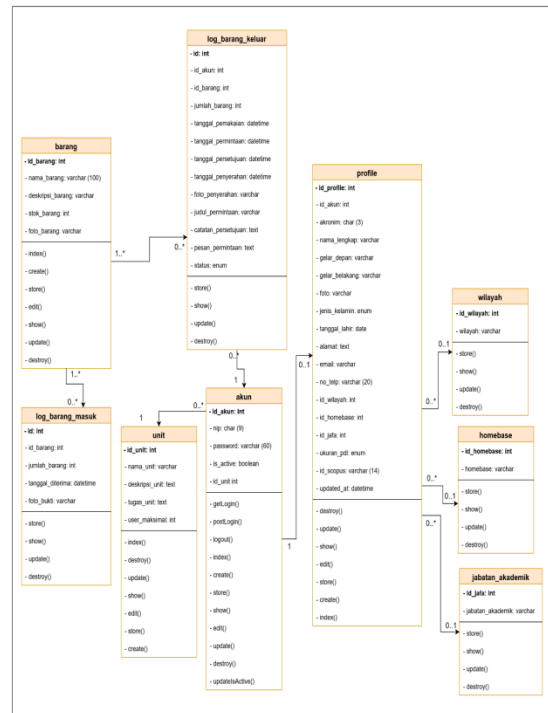 log_barang_keluar
- id: int
- id_akun: int
- id_barang: int
- jumlah_barang: int
- tanggal_pemakaian: datetime
- tanggal_permintaan: datetime
- tanggal_persetujuan: datetime
- tanggal_penyerahan: datetime
- foto_penyerahan: varchar
- judul_permintaan: varchar
- catatan_persetujuan: text
- pesan_permintaan: text
- status: enum
- store()
- show()
- update()
- destroy()
barang
- id_barang: int
- nama_barang: varchar (100)
- deskripsi_barang: varchar
- stok_barang: int
- foto_barang: varchar
- index()
- create()
- store()
- edit()
- show()
- update()
- destroy()
1..*
0..*
1..*
0..*
log_barang_masuk
- id: int
- id_barang: int
- jumlah_barang: int
- tanggal_diterima: datetime
- foto_bukti: varchar
- store()
- show()
- update()
- destroy()
unit
- id_unit: int
- nama_unit: varchar
- deskripsi_unit: text
- tugas_unit: text
- user_maksimal: int
- index()
- destroy()
- update()
- show()
- edit()
- store()
- create()
1
0..*
0..*
1
akun
- id_akun: int
- nip: char (9)
- password: varchar (60)
- is_active: boolean
- id_unit int
- getLogin()
- postLogin()
- logout()
- index()
- create()
- store()
- show()
- edit()
- update()
- destroy()
- updateIsActive()
1
0..1
profile
- id_profile: int
- id_akun: int
- akronim: char (3)
- nama_lengkap: varchar
- gelar_depan: varchar
- gelar_belakang: varchar
- foto: varchar
- jenis_kelamin: enum
- tanggal_lahir: date
- alamat: text
- email: varchar
- no_telp: varchar (20)
- id_wilayah: int
- id_homebase: int
- id_jafa: int
- ukuran_pdl: enum
- id_scopus: varchar (14)
- updated_at: datetime
- destroy()
- update()
- show()
- edit()
- store()
- create()
- index()
0..*
0..1
wilayah
- id_wilayah: int
- wilayah: varchar
- store()
- show()
- update()
- destroy()
0..*
0..1
homebase
- id_homebase: int
- homebase: varchar
- store()
- show()
- update()
- destroy()
0..*
0..1
jabatan_akademik
- id_jafa: int
- jabatan_akademik: varchar
- store()
- show()
- update()
- destroy()